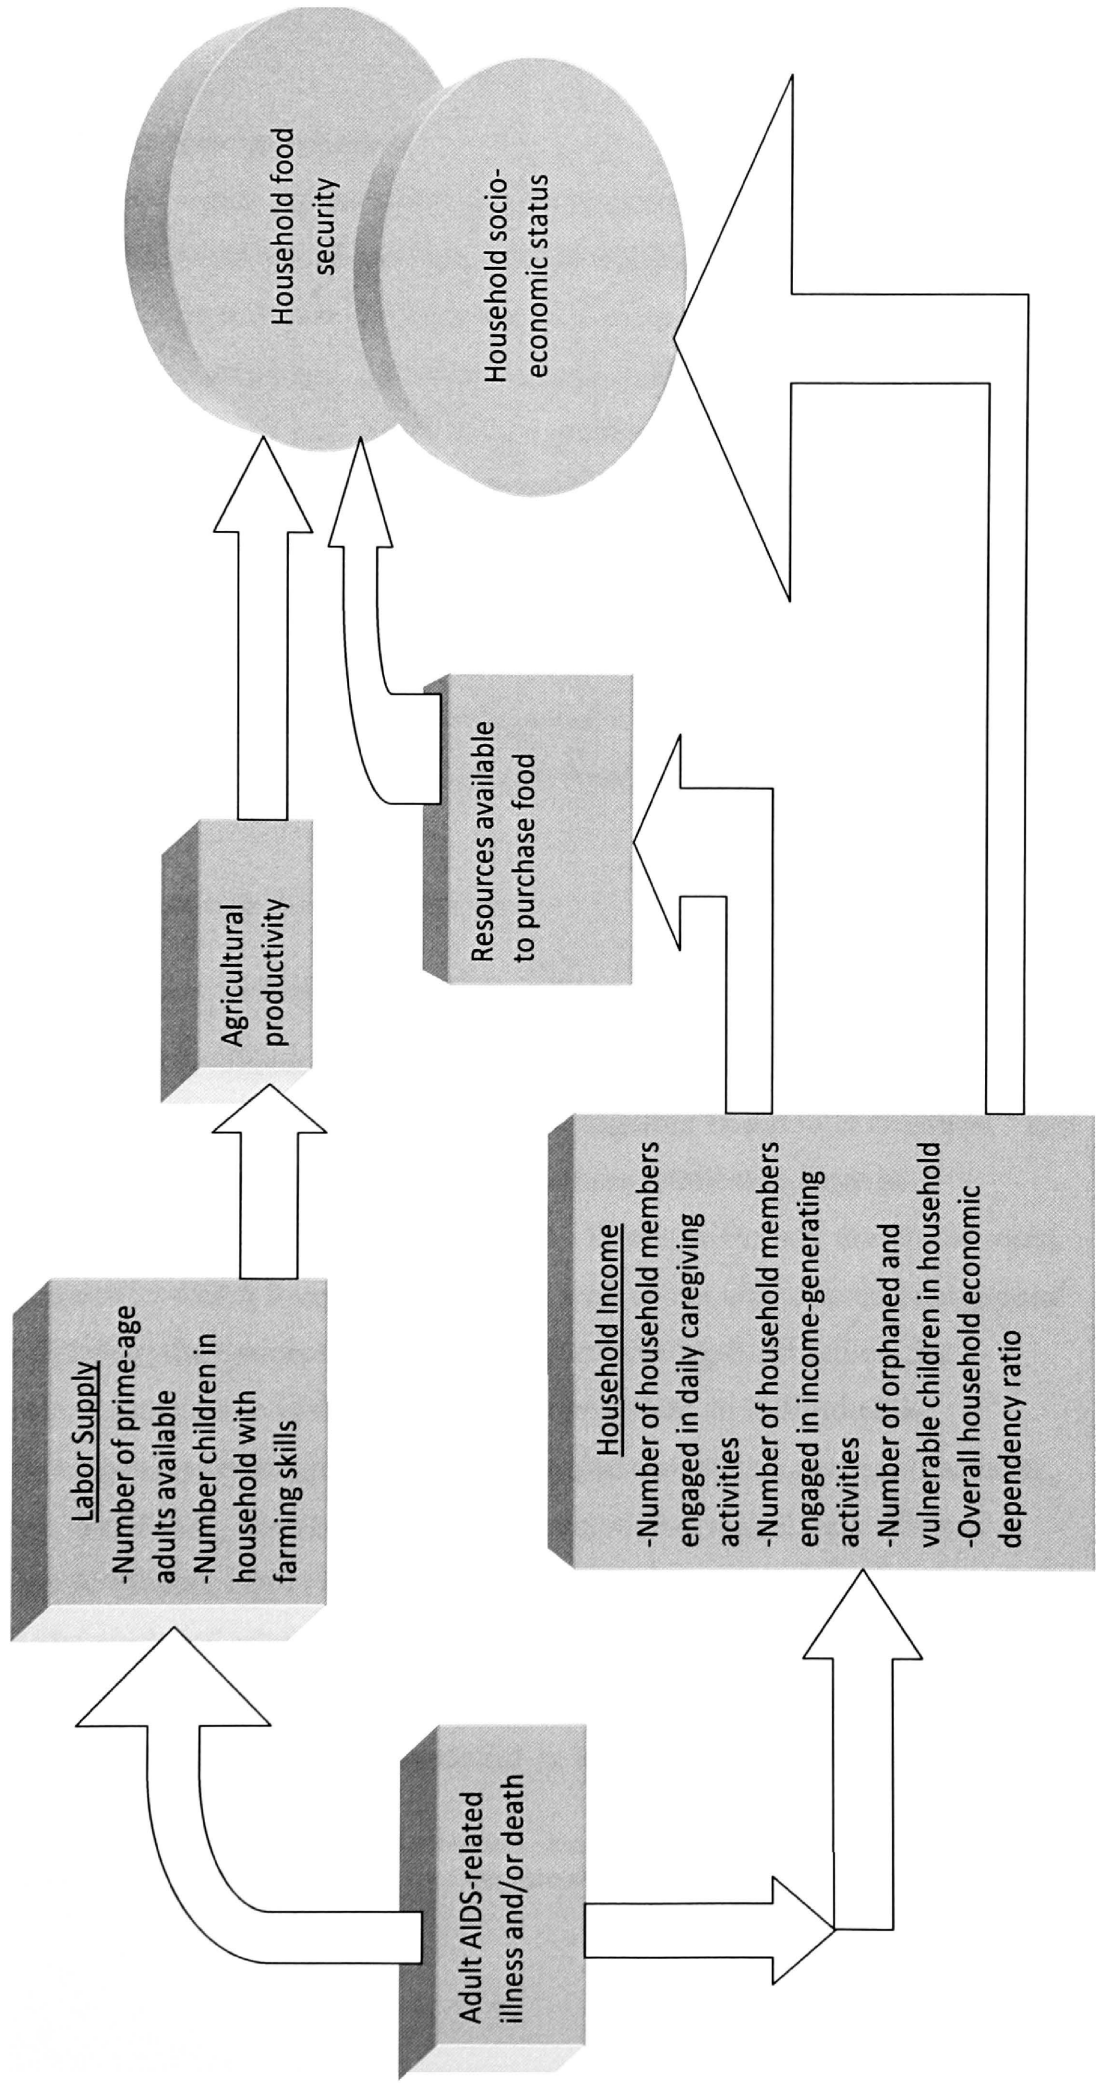 Adult AIDS-related
illness and/or death
Labor Supply
-Number of prime-age
adults available
-Number children in
household with
farming skills
Agricultural
productivity
Household Income
-Number of household members
engaged in daily caregiving
activities
-Number of household members
engaged in income-generating
activities
-Number of orphaned and
vulnerable children in household
-Overall household economic
dependency ratio
Resources available
to purchase food
Household food
security
Household socio-
economic status